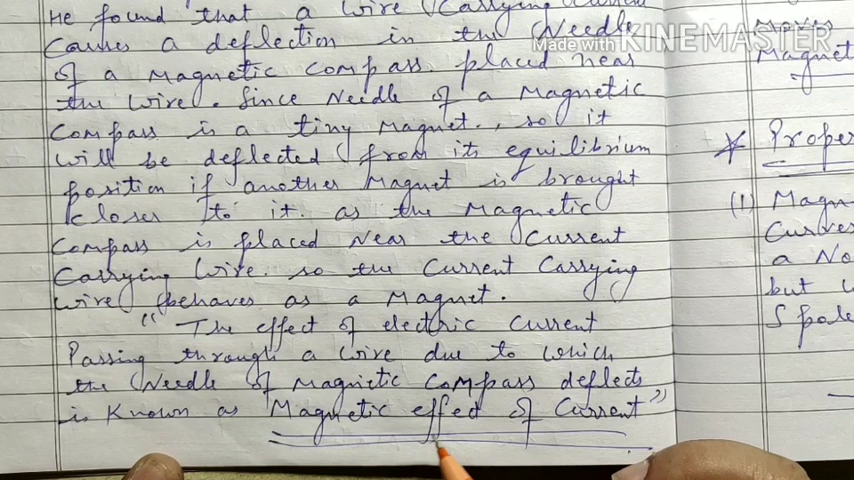 He found that a wire Carrying Current
Causes a deflection in the Needle
of a Magnetic Compass. placed near
the wire. Since Needle of a Magnetic
Compass is a tiny Magnet., so it
will be deflected from its equilibrium
position if another Magnet is brought
closer to it. as the Magnetic
Compass is placed Near the Current
Carrying wire. so the Current Carrying
wire behaves as a Magnet.
" The effect of electric current
Passing through a wire due to which
the Needle of Magnetic Compass deflects
is Known as Magnetic effect of Current"
Made with KINEMASTER
Moves
Magnet
* Proper
(1) Magn
Curves
a No
but
S pole